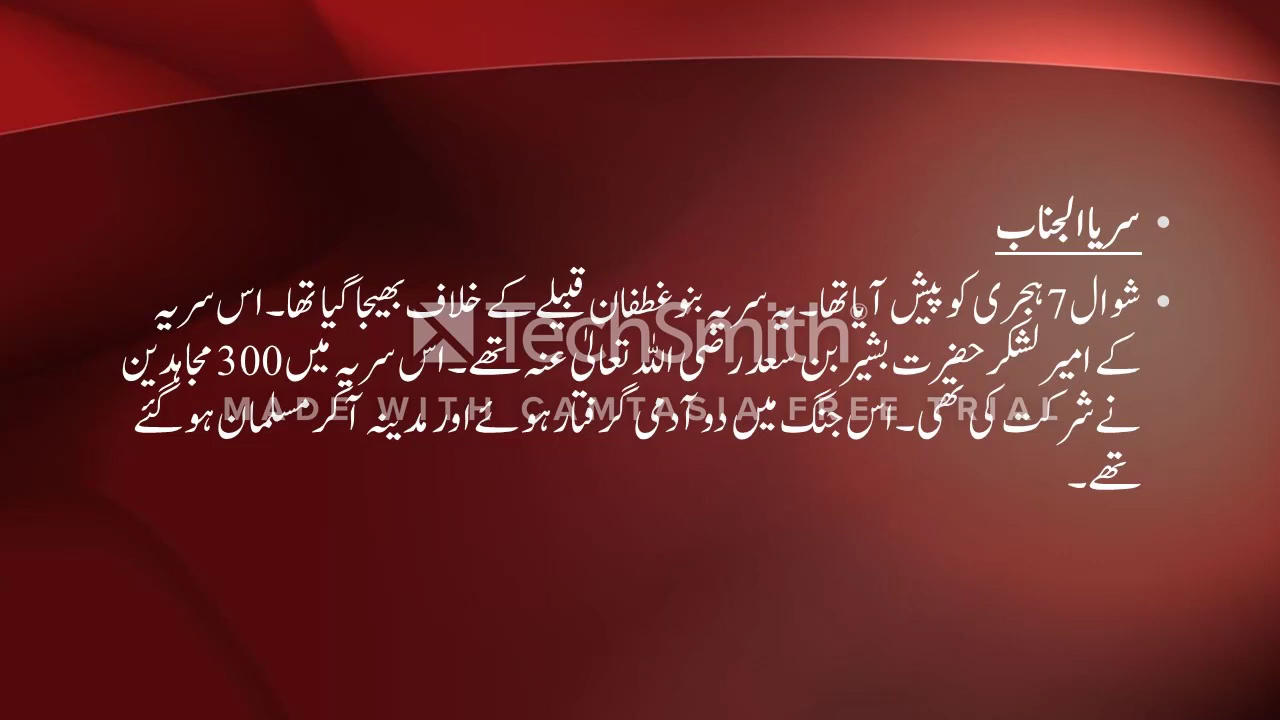 سریا الجناب
شوال 7 ہجری کو پیش آیا تھا۔ یہ سریہ بنو غطفان قبیلے کے خلاف بھیجا گیا تھا۔ اس سریہ
کے امیر لشکر حضرت بشیر بن سعد رضی اللہ تعالیٰ عنہ تھے۔ اس سریہ میں 300 مجاہدین
نے شرکت کی تھی۔ اس جنگ میں دو آدمی گرفتار ہوئے اور مدینہ آکر مسلمان ہو گئے
تھے۔
TechSmith®
MADE WITH CAMTASIA FREE TRIAL